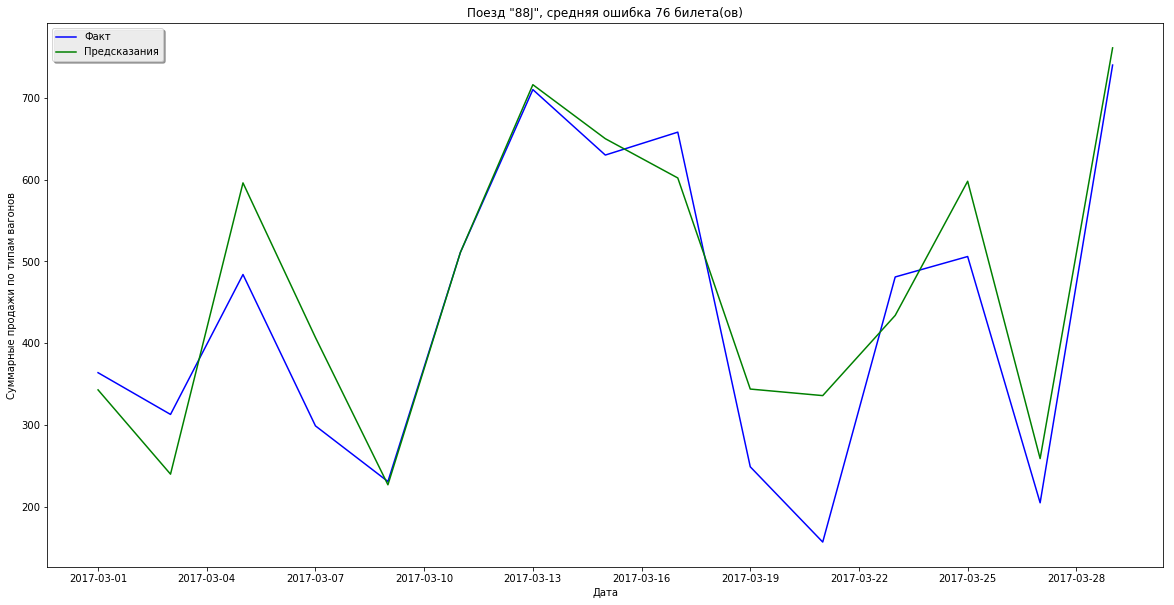 Поезд "88J", средняя ошибка 76 билета(ов)
Факт
Предсказания
Суммарные продажи по типам вагонов
700
600
500
400
300
200
2017-03-01 2017-03-04 2017-03-07 2017-03-10 2017-03-13 2017-03-16 2017-03-19 2017-03-22 2017-03-25 2017-03-28
Дата